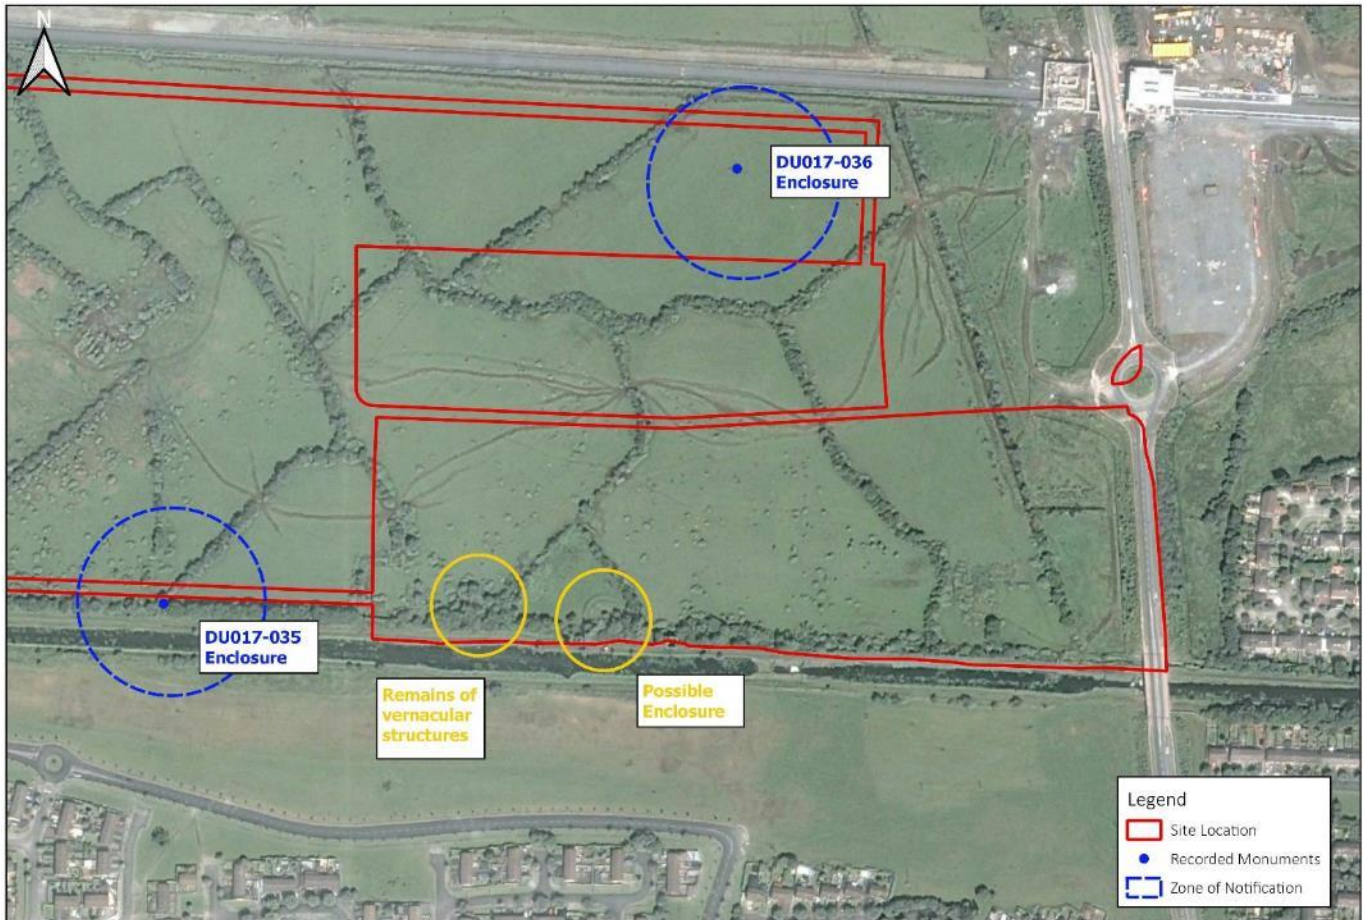 N
DU017-036
Enclosure
DU017-035
Enclosure
Remains of
vernacular
structures
Possible
Enclosure
Legend
Site Location
Recorded Monuments
Zone of Notification